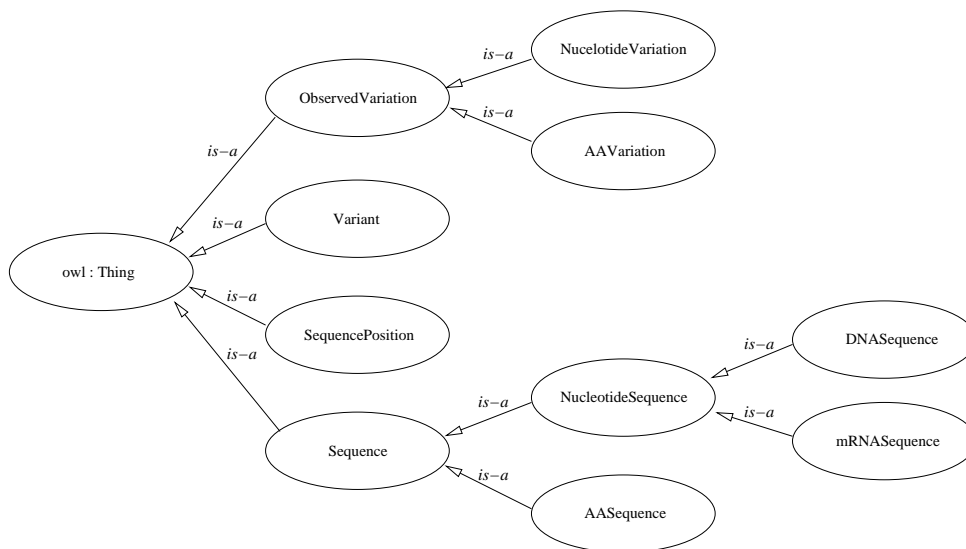 NucelotideVariation
is-a
ObservedVariation
is-a
AAVariation
is-a
Variant
is-a
owl : Thing
is-a
SequencePosition
is-a
DNASequence
is-a
NucleotideSequence
is-a
is-a
mRNASequence
Sequence
is-a
AASequence